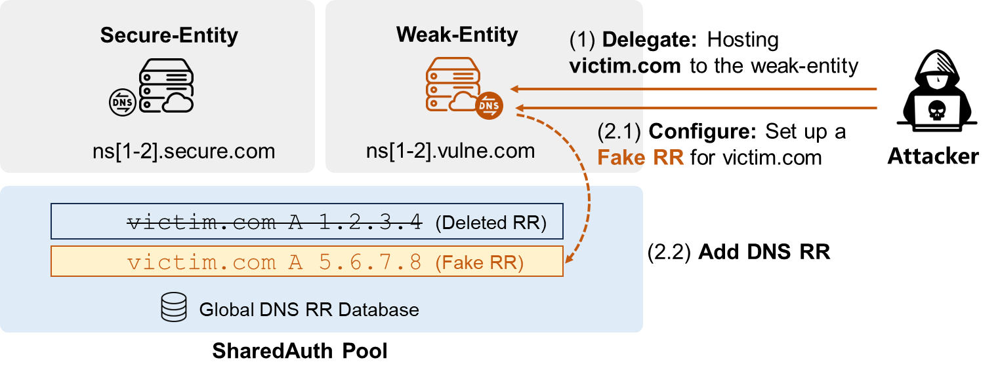 Secure-Entity
DNS
ns[1-2].secure.com
Weak-Entity
DNS
ns[1-2].vulne.com
(1) Delegate: Hosting
victim.com to the weak-entity
(2.1) Configure: Set up a
Fake RR for victim.com
Attacker
victim.com A 1.2.3.4 (Deleted RR)
victim.com A 5.6.7.8 (Fake RR)
(2.2) Add DNS RR
Global DNS RR Database
SharedAuth Pool